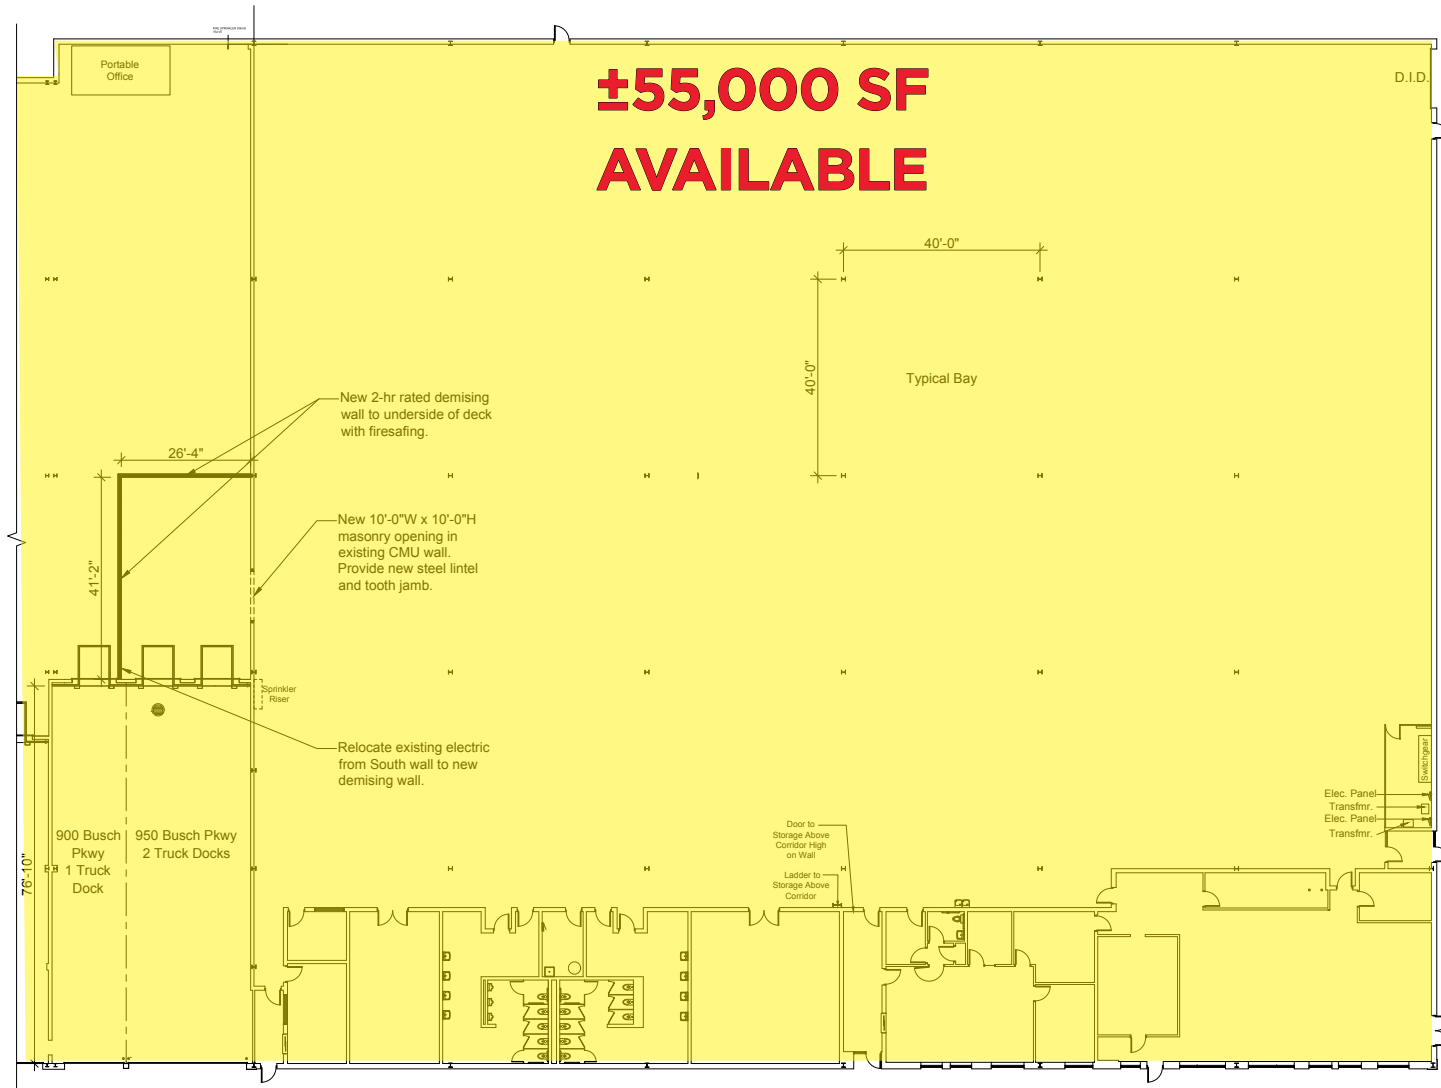 Portable
Office
±55,000 SF
AVAILABLE
D.I.D.
40'-0"
40'-0"
Typical Bay
New 2-hr rated demising
wall to underside of deck
with firesafing.
26'-4"
41'-2"
New 10'-0"W x 10'-0"H
masonry opening in
existing CMU wall.
Provide new steel lintel
and tooth jamb.
Sprinkler
Riser
Relocate existing electric
from South wall to new
demising wall.
Switchgear
Elec. Panel
Transfmr.
Elec. Panel
Transfmr.
900 Busch
Pkwy
1 Truck
Dock
950 Busch Pkwy
2 Truck Docks
76'-10"
Door to
Storage Above
Corridor High
on Wall
Ladder to
Storage Above
Corridor